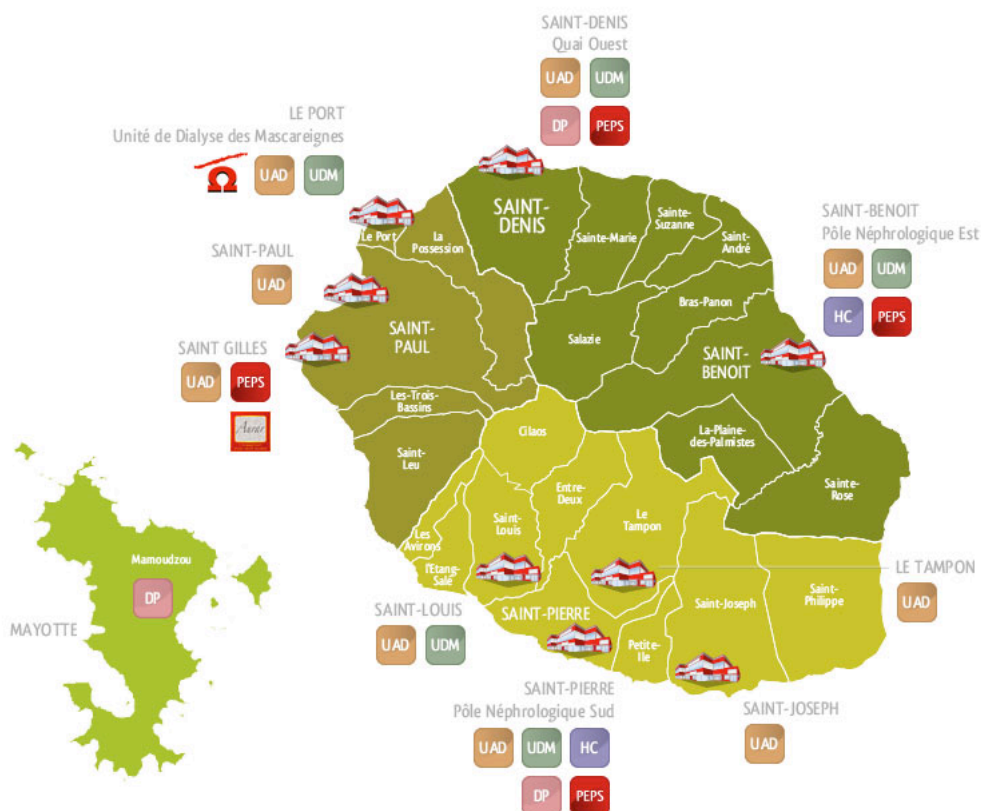 SAINT-DENIS
Quai Ouest
UAD UDM
DP PEPS
LE PORT
Unité de Dialyse des Mascareignes
Ω UAD UDM
SAINT-PAUL
UAD
SAINT GILLES
UAD PEPS
Aurar
SAINT-BENOIT
Pôle Néphrologique Est
UAD UDM
HC PEPS
SAINT-
DENIS
Sainte-Marie
Sainte-
Suzanne
Saint-
André
Le Port
La
Possession
SAINT-
PAUL
Salazie
Bras-Panon
SAINT-
BENOIT
Les-Trois-
Bassins
Saint-
Leu
Cilaos
La-Plaine-
des-Palmistes
Sainte-
Rose
Entre-
Deux
Le
Tampon
Saint-
Louis
Les
Avirons
l'Etang-
Salé
SAINT-PIERRE
Petite-
Ile
Saint-Joseph
Saint-
Philippe
LE TAMPON
UAD
SAINT-LOUIS
UAD UDM
SAINT-PIERRE
Pôle Néphrologique Sud
UAD UDM HC
DP PEPS
SAINT-JOSEPH
UAD
Mamoudzou
DP
MAYOTTE